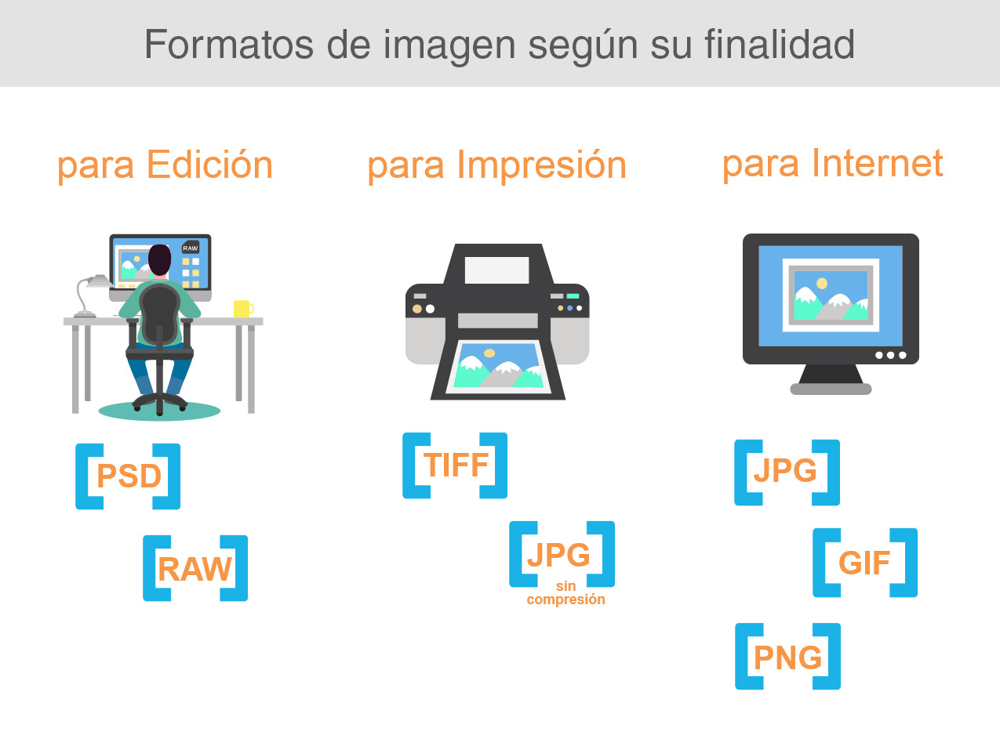 Formatos de imagen según su finalidad
para Edición
RAW
PSD
RAW
para Impresión
TIFF
JPG
sin
compresión
para Internet
JPG
GIF
PNG